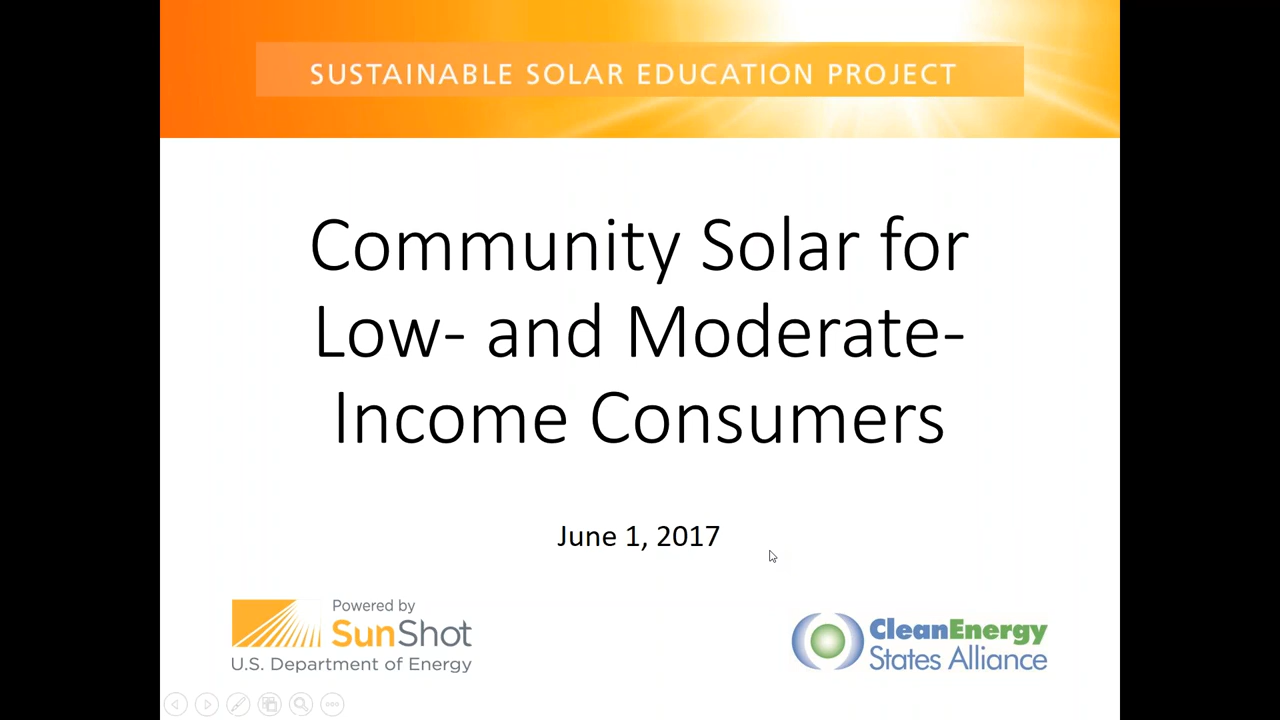 SUSTAINABLE SOLAR EDUCATION PROJECT
Community Solar for
Low- and Moderate-
Income Consumers
June 1, 2017
Powered by
SunShot
U.S. Department of Energy
CleanEnergy
States Alliance